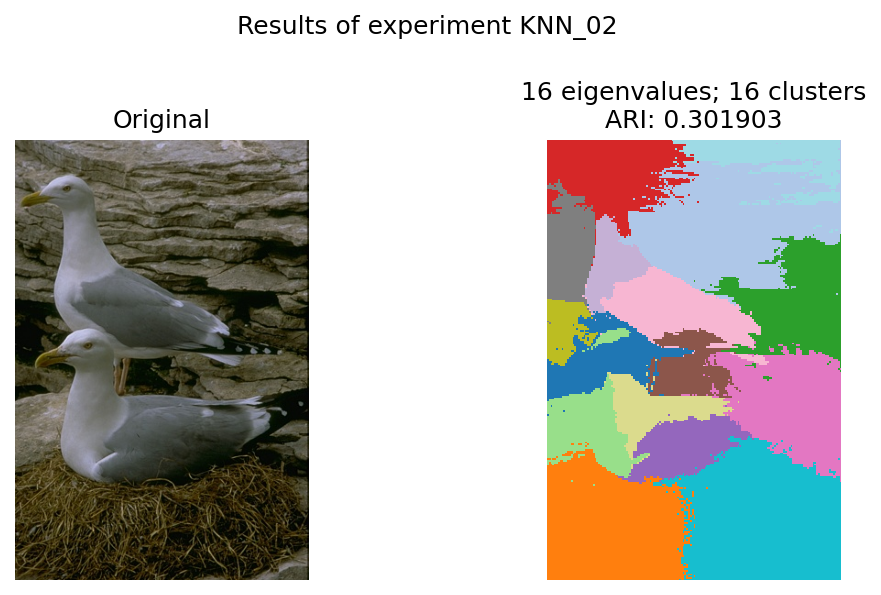 Results of experiment KNN_02
Original
16 eigenvalues; 16 clusters
ARI: 0.301903